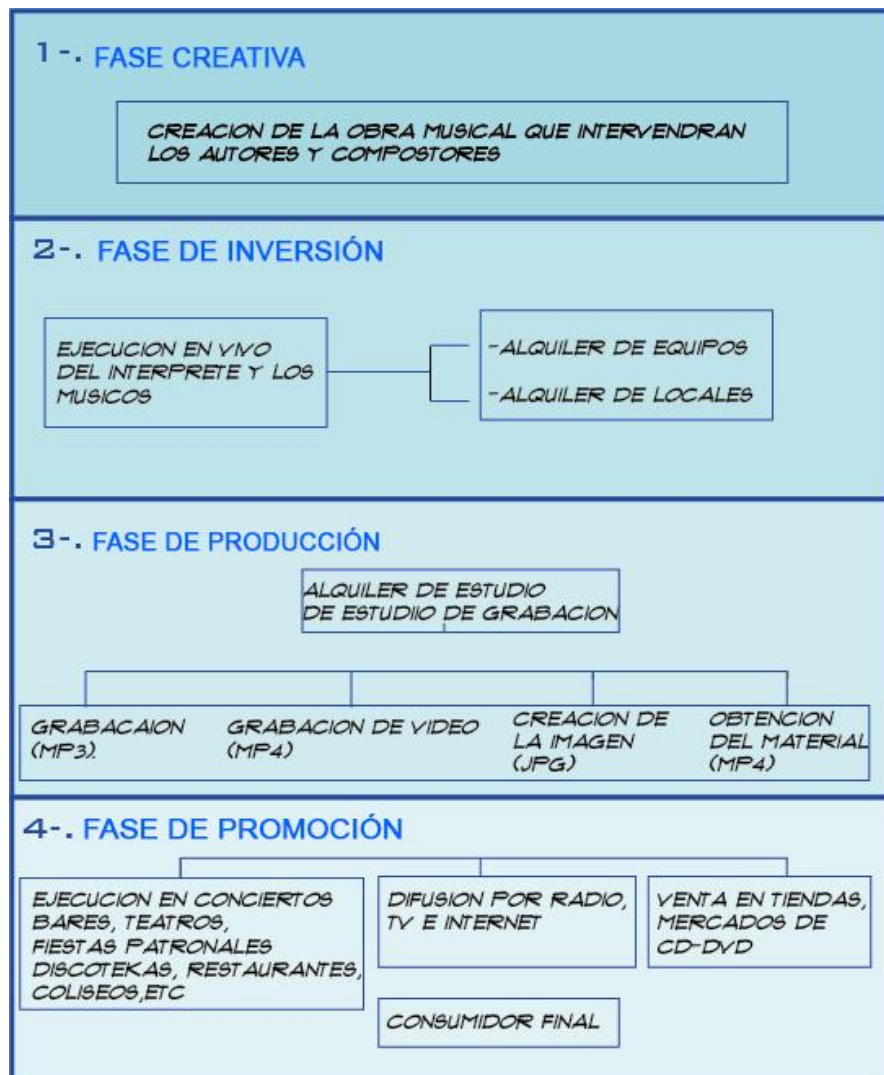 1-. FASE CREATIVA
CREACION DE LA OBRA MUSICAL QUE INTERVENDRAN
LOS AUTORES Y COMPOSTORES
2-. FASE DE INVERSIÓN
EJECUCION EN VIVO
DEL INTERPRETE Y LOS
MUSICOS
-ALQUILER DE EQUIPOS
-ALQUILER DE LOCALES
3-. FASE DE PRODUCCIÓN
ALQUILER DE ESTUDIO
DE ESTUDIIO DE GRABACION
GRABACAION
(MP3).
GRABACION DE VIDEO
(MP4)
CREACION DE
LA IMAGEN
(JPG)
OBTENCION
DEL MATERIAL
(MP4)
4-. FASE DE PROMOCIÓN
EJECUCION EN CONCIERTOS
BARES, TEATROS,
FIESTAS PATRONALES
DISCOTEKAS, RESTAURANTES,
COLISEOS,ETC
DIFUSION POR RADIO,
TV E INTERNET
VENTA EN TIENDAS,
MERCADOS DE
CD-DVD
CONSUMIDOR FINAL